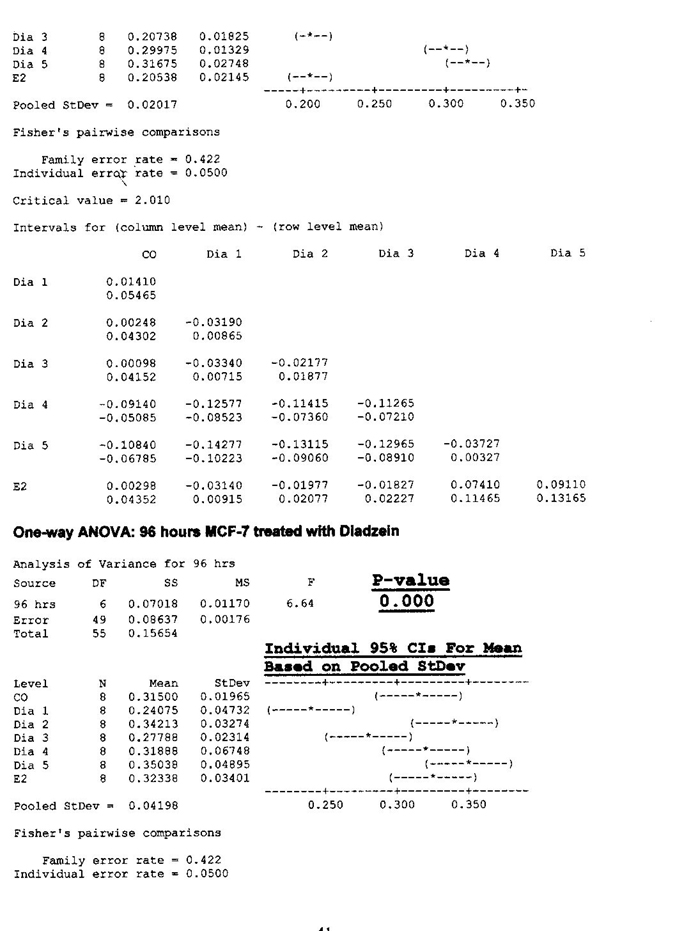 Dia 3 8 0.20738 0.01825 (-*--)
Dia 4 8 0.29975 0.01329 (--*--)
Dia 5 8 0.31675 0.02748 (--*--)
E2 8 0.20538 0.02145 (--*--)
-----+---------+---------+---------+-
Pooled StDev = 0.02017 0.200 0.250 0.300 0.350
Fisher's pairwise comparisons
Family error rate = 0.422
Individual error rate = 0.0500
Critical value = 2.010
Intervals for (column level mean) - (row level mean)
CO Dia 1 Dia 2 Dia 3 Dia 4 Dia 5
Dia 1 0.01410
0.05465
Dia 2 0.00248 -0.03190
0.04302 0.00865
Dia 3 0.00098 -0.03340 -0.02177
0.04152 0.00715 0.01877
Dia 4 -0.09140 -0.12577 -0.11415 -0.11265
-0.05085 -0.08523 -0.07360 -0.07210
Dia 5 -0.10840 -0.14277 -0.13115 -0.12965 -0.03727
-0.06785 -0.10223 -0.09060 -0.08910 0.00327
E2 0.00298 -0.03140 -0.01977 -0.01827 0.07410 0.09110
0.04352 0.00915 0.02077 0.02227 0.11465 0.13165
One-way ANOVA: 96 hours MCF-7 treated with Diadzein
Analysis of Variance for 96 hrs
Source DF SS MS F P-value
96 hrs 6 0.07018 0.01170 6.64 0.000
Error 49 0.08637 0.00176
Total 55 0.15654
Individual 95% CIs For Mean
Based on Pooled StDev
Level N Mean StDev --------+---------+---------+--------
CO 8 0.31500 0.01965 (-----*-----)
Dia 1 8 0.24075 0.04732 (-----*-----)
Dia 2 8 0.34213 0.03274 (-----*-----)
Dia 3 8 0.27788 0.02314 (-----*-----)
Dia 4 8 0.31888 0.06748 (-----*-----)
Dia 5 8 0.35038 0.04895 (-----*-----)
E2 8 0.32338 0.03401 (-----*-----)
--------+---------+---------+--------
Pooled StDev = 0.04198 0.250 0.300 0.350
Fisher's pairwise comparisons
Family error rate = 0.422
Individual error rate = 0.0500